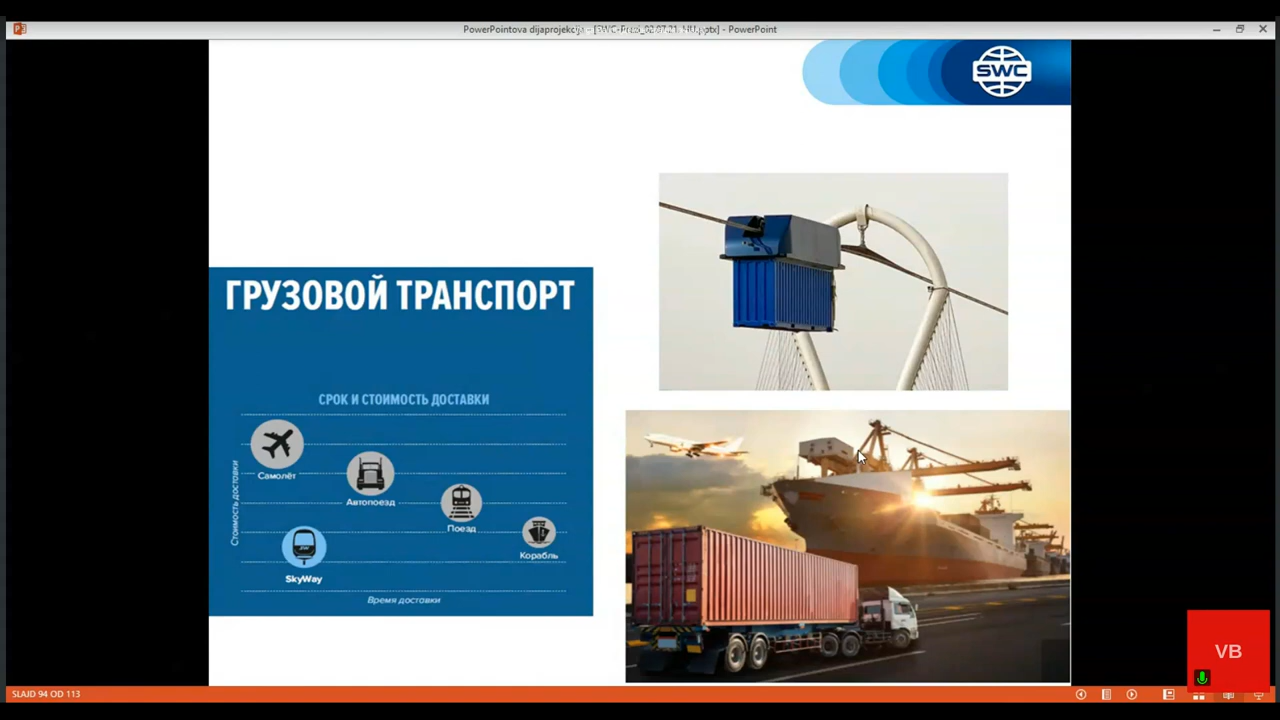 PowerPointova dijaprojekcija - [SWC-Prezi_02.07.21_HU.pptx] - PowerPoint
SWC
ГРУЗОВОЙ ТРАНСПОРТ
СРОК И СТОИМОСТЬ ДОСТАВКИ
Стоимость доставки
Самолёт
Автопоезд
Поезд
Корабль
SkyWay
Время доставки
VB
SLAJD 94 OD 113